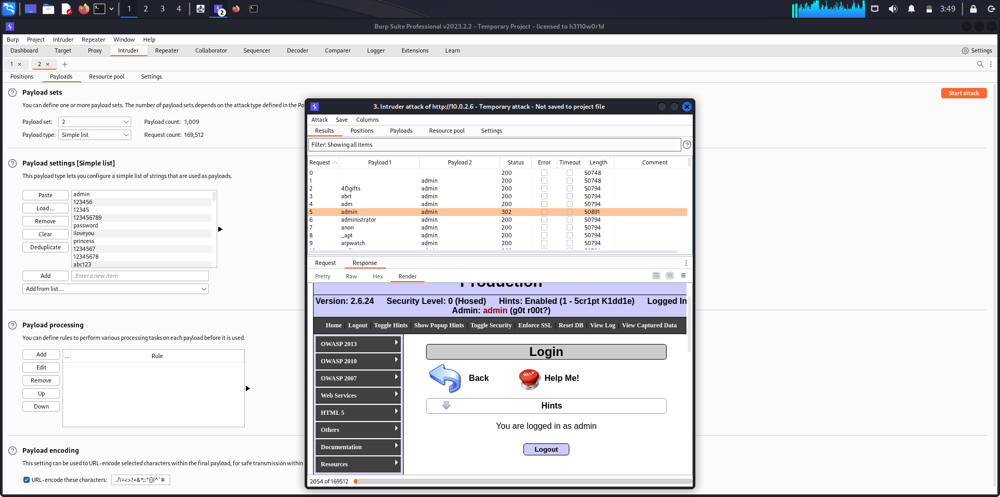 1 2 3 4 2 3:49
Burp Suite Professional v2023.2.2 - Temporary Project - licensed to h3110w0r1d
Burp Project Intruder Repeater Window Help
Dashboard Target Proxy Intruder Repeater Collaborator Sequencer Decoder Comparer Logger Extensions Learn Settings
1 × 2 × +
Positions Payloads Resource pool Settings
Payload sets
Start attack
You can define one or more payload sets. The number of payload sets depends on the attack type defined in the
Payload set: 2 Payload count: 1,009
Payload type: Simple list Request count: 169,512
Payload settings [Simple list]
This payload type lets you configure a simple list of strings that are used as payloads.
Paste
Load ...
Remove
Clear
Deduplicate
admin
123456
12345
123456789
password
iloveyou
princess
1234567
12345678
abc123
Add Enter a new item
Add from list ...
Payload processing
You can define rules to perform various processing tasks on each payload before it is used.
Add
Edit
Remove
Up
Down
... Rule
Payload encoding
This setting can be used to URL-encode selected characters within the final payload, for safe transmission within
URL-encode these characters: ./\=<>?+&*;:"{}|^`#
3. Intruder attack of http://10.0.2.6 - Temporary attack - Not saved to project file
Attack Save Columns
Results Positions Payloads Resource pool Settings
Filter: Showing all items
Request Payload 1 Payload 2 Status Error Timeout Length Comment
0 200 50748
1 admin 200 50748
2 4Dgifts admin 200 50794
3 abrt admin 200 50794
4 adm admin 200 50794
5 admin admin 302 50891
6 administrator admin 200 50794
7 anon admin 200 50794
8 _apt admin 200 50794
9 arpwatch admin 200 50794
Request Response
Pretty Raw Hex Render \n
Production
Version: 2.6.24 Security Level: 0 (Hosed) Hints: Enabled (1 - 5cr1pt K1dd1e) Logged In
Admin: admin (g0t r00t?)
Home | Logout | Toggle Hints | Show Popup Hints | Toggle Security | Enforce SSL | Reset DB | View Log | View Captured Data
OWASP 2013
OWASP 2010
OWASP 2007
Web Services
HTML 5
Others
Documentation
Resources
Login
Back HELP Help Me!
Hints
You are logged in as admin
Logout
2054 of 169512